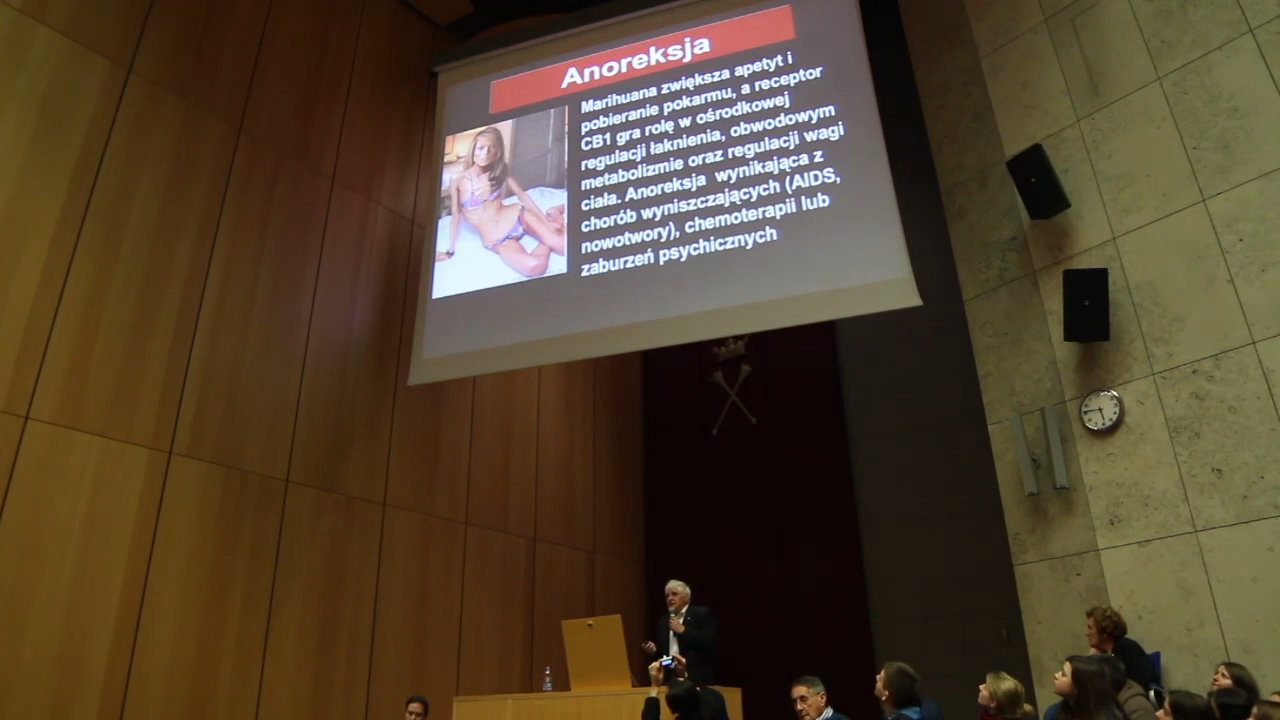 Anoreksja
Marihuana zwiększa apetyt i
pobieranie pokarmu, a receptor
CB1 gra rolę w ośrodkowej
regulacji łaknienia, obwodowym
metabolizmie oraz regulacji wagi
ciała. Anoreksja wynikająca z
chorób wyniszczających (AIDS,
nowotwory), chemoterapii lub
zaburzeń psychicznych